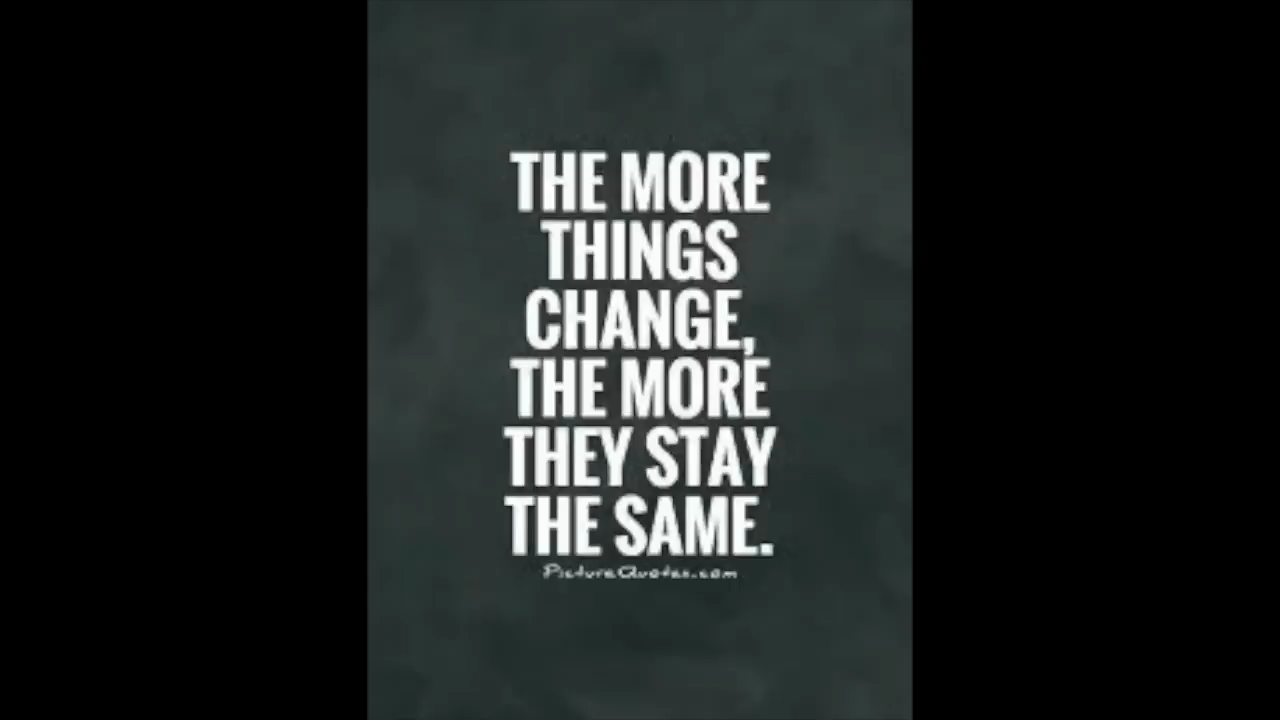 THE MORE
THINGS
CHANGE,
THE MORE
THEY STAY
THE SAME.
PictureQuotes.com